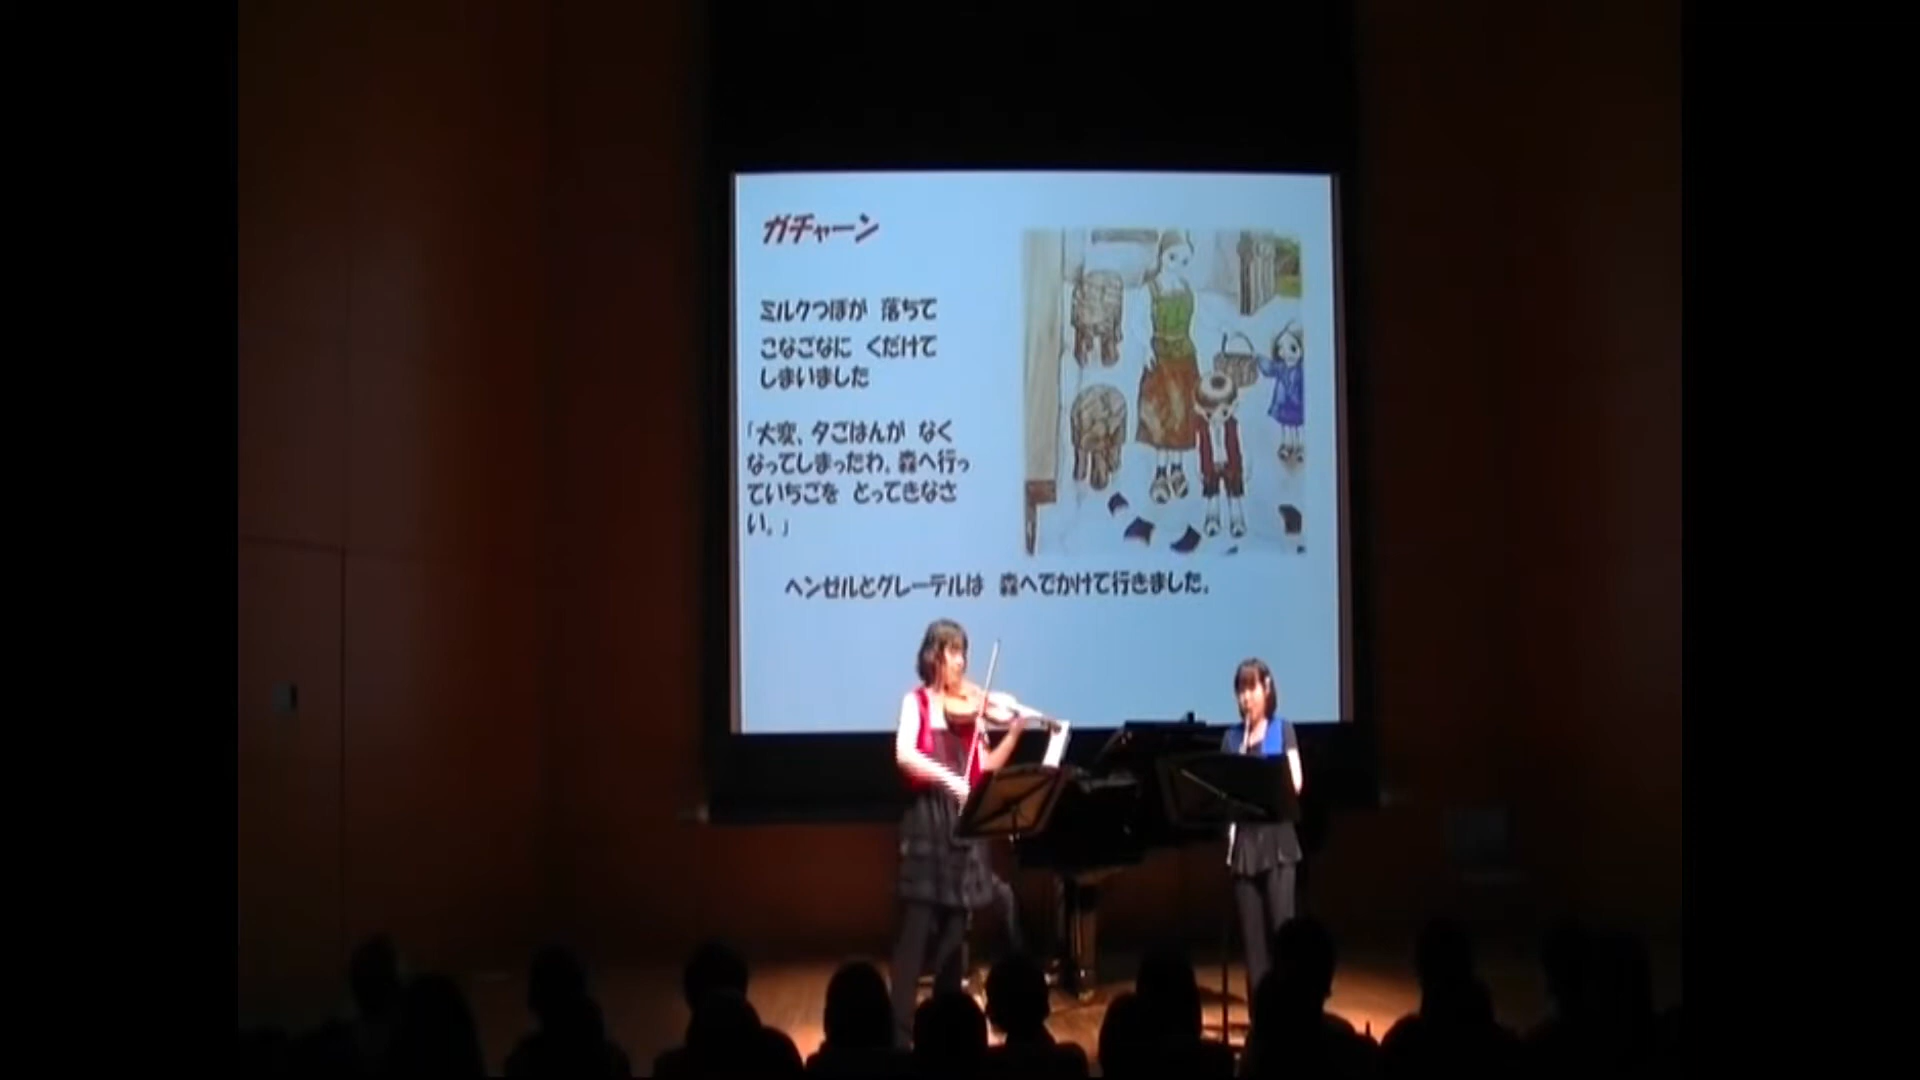 ガチャーン
ミルクつぼが 落ちて
こなごなに くだけて
しまいました
「大変、夕ごはんが なく
なってしまったわ。森へ行っ
ていちごを とってきなさ
い。」
ヘンゼルとグレーテルは 森へでかけて行きました。